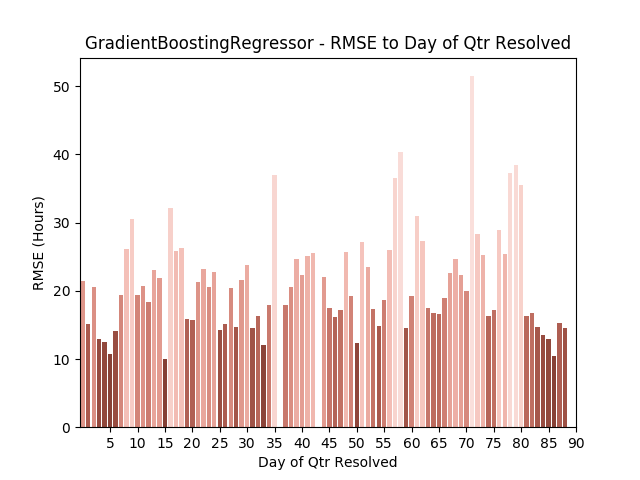 GradientBoostingRegressor - RMSE to Day of Qtr Resolved
50
40
30
20
10
0
RMSE (Hours)
5 10 15 20 25 30 35 40 45 50 55 60 65 70 75 80 85 90
Day of Qtr Resolved